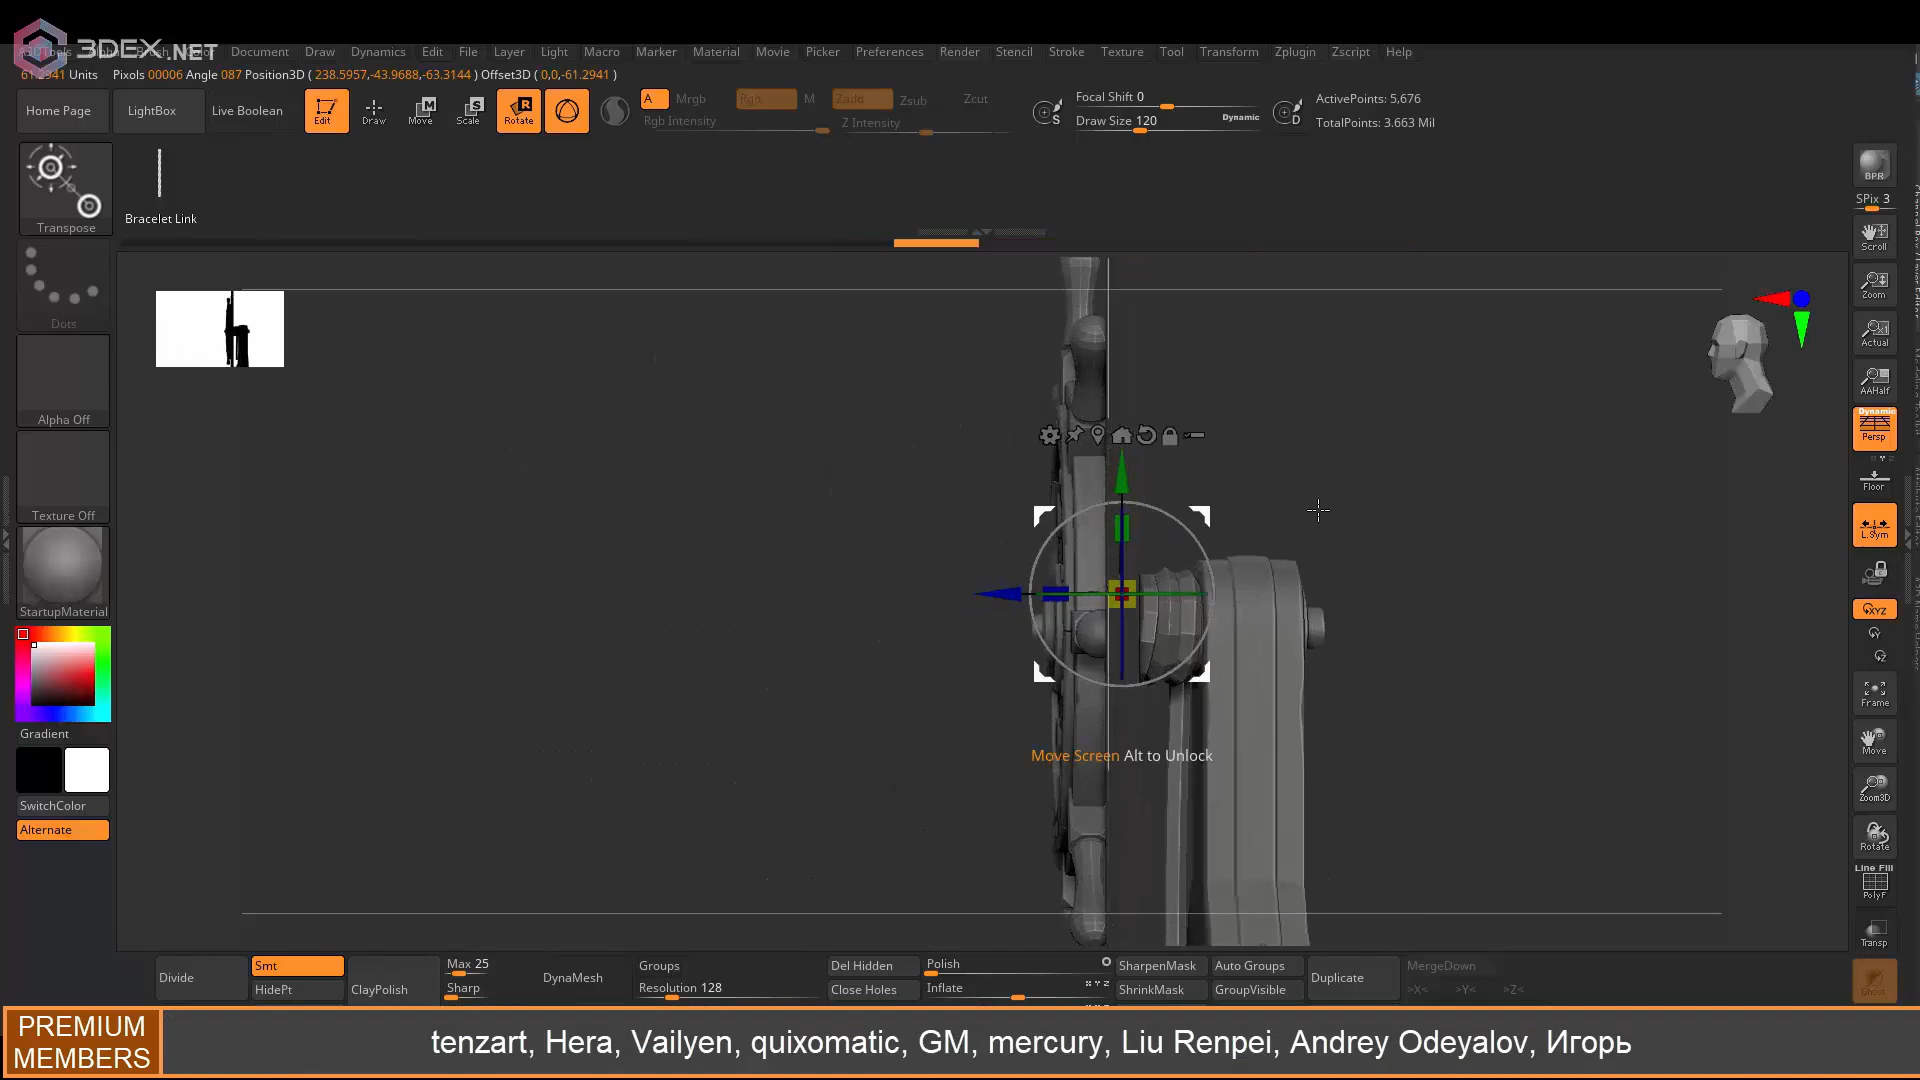 3DEX.NET
Document Draw Dynamics Edit File Layer Light Macro Marker Material Movie Picker Preferences Render Stencil Stroke Texture Tool Transform Zplugin Zscript Help
61.2941 Units Pixols 00006 Angle 087 Position3D ( 238.5957,-43.9688,-63.3144 ) Offset3D ( 0,0,-61.2941 )
Home Page
LightBox
Live Boolean
Edit
Draw
M
Move
S
Scale
R
Rotate
A
Mrgb
Rgb
M
Zadd
Zsub
Zcut
Rgb Intensity
Z Intensity
S
Focal Shift 0
Draw Size 120
Dynamic
D
ActivePoints: 5,676
TotalPoints: 3.663 Mil
Transpose
Bracelet Link
Dots
Alpha Off
Texture Off
StartupMaterial
Gradient
SwitchColor
Alternate
Move Screen Alt to Unlock
BPR
SPix 3
Scroll
Zoom
Actual
AAHalf
Dynamic
Persp
Floor
L.Sym
XYZ
Frame
Move
Zoom3D
Rotate
Line Fill
PolyF
Transp
Ghost
Divide
Smt
HidePt
ClayPolish
Max 25
Sharp
DynaMesh
Groups
Resolution 128
Del Hidden
Close Holes
Polish
Inflate
SharpenMask
ShrinkMask
Auto Groups
GroupVisible
Duplicate
MergeDown
>X< >Y< >Z<
PREMIUM
MEMBERS
tenzart, Hera, Vailyen, quixomatic, GM, mercury, Liu Renpei, Andrey Odeyalov, Игорь